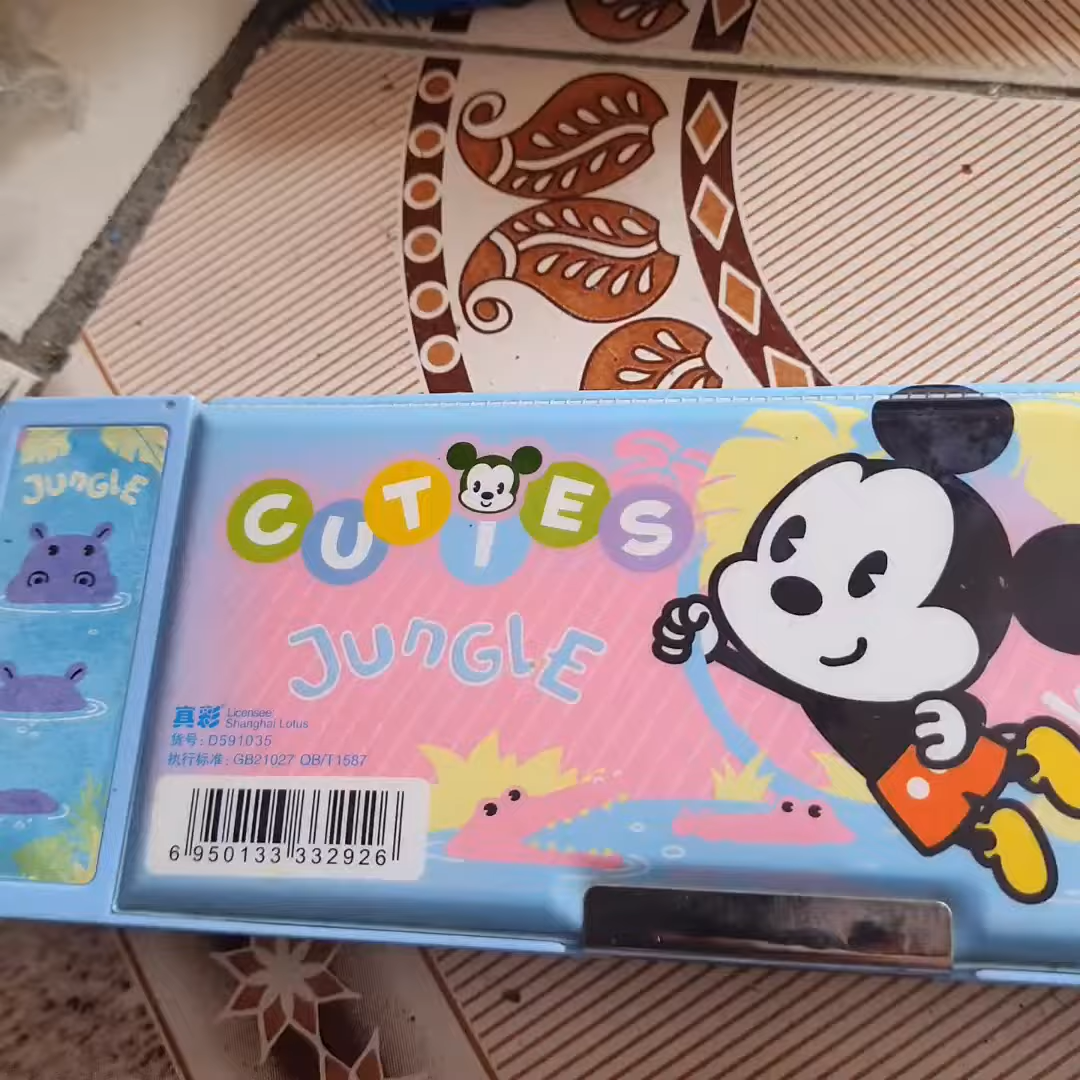 JUNGLE
CUTIES
JUNGLE
真彩 Licensee
Shanghai Lotus
货号: D591035
执行标准: GB21027 QB/T1587
6 950133 332926